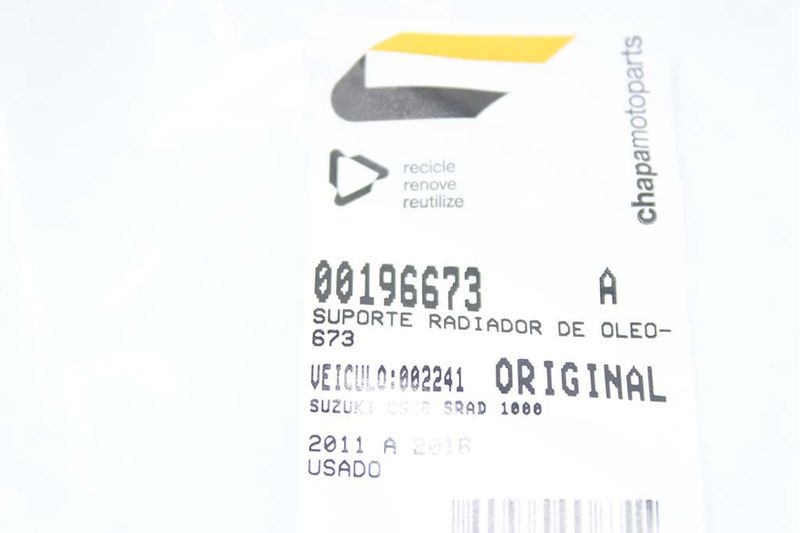 chapamotoparts
recicle
renove
reutilize
00196673 A
SUPORTE RADIADOR DE OLEO-
673
VEICULO:002241 ORIGINAL
SUZUKI SRAD 1000
2011 A 2016
USADO